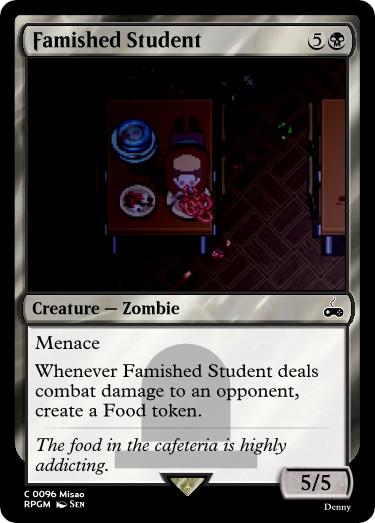 Famished Student 5
Creature — Zombie
Menace
Whenever Famished Student deals
combat damage to an opponent,
create a Food token.
The food in the cafeteria is highly
addicting.
5/5
C 0096 Misao
RPGM SEN
Denny